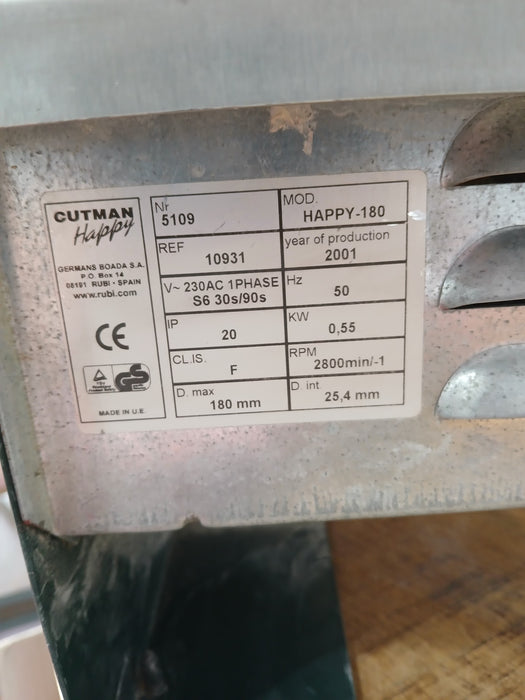 CUTMAN
Happy
GERMANS BOADA S.A.
P.O. Box 14
08191 RUBI - SPAIN
www.rubi.com
CE
TÜV
GS
MADE IN U.E.
Nr
5109
MOD.
HAPPY-180
REF
10931
year of production
2001
V~ 230AC 1PHASE
S6 30s/90s
Hz
50
IP
20
KW
0,55
CL.IS.
F
RPM
2800min/-1
D. max
180 mm
D. int
25,4 mm